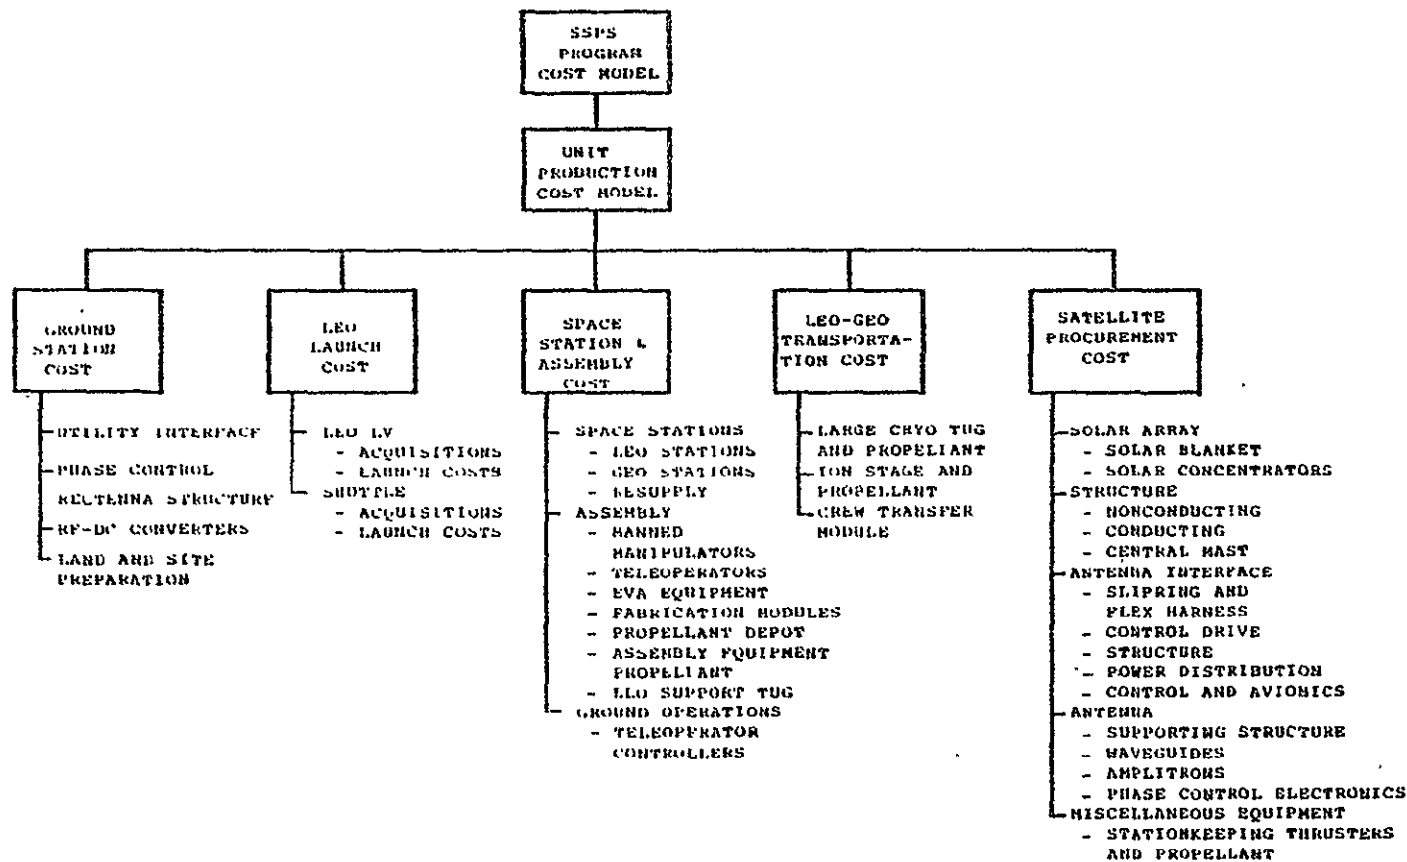 SSPS
PROGRAM
COST MODEL
UNIT
PRODUCTION
COST MODEL
GROUND
STATION
COST
UTILITY INTERFACE
PHASE CONTROL
RECTENNA STRUCTURE
RF-DC CONVERTERS
LAND AND SITE
PREPARATION
LEO
LAUNCH
COST
LEO LV
- ACQUISITIONS
- LAUNCH COSTS
SHUTTLE
- ACQUISITIONS
- LAUNCH COSTS
SPACE
STATION &
ASSEMBLY
COST
SPACE STATIONS
- LEO STATIONS
- GEO STATIONS
- RESUPPLY
ASSEMBLY
- MANNED
MANIPULATORS
- TELEOPERATORS
- EVA EQUIPMENT
- FABRICATION MODULES
- PROPELLANT DEPOT
- ASSEMBLY EQUIPMENT
PROPELLANT
- LEO SUPPORT TUG
GROUND OPERATIONS
- TELEOPERATOR
CONTROLLERS
LEO-GEO
TRANSPORTA-
TION COST
LARGE CRYO TUG
AND PROPELLANT
ION STAGE AND
PROPELLANT
CREW TRANSFER
MODULE
SATELLITE
PROCUREMENT
COST
SOLAR ARRAY
- SOLAR BLANKET
- SOLAR CONCENTRATORS
STRUCTURE
- NONCONDUCTING
- CONDUCTING
- CENTRAL MAST
ANTENNA INTERFACE
- SLIPRING AND
FLEX HARNESS
- CONTROL DRIVE
- STRUCTURE
- POWER DISTRIBUTION
- CONTROL AND AVIONICS
ANTENNA
- SUPPORTING STRUCTURE
- WAVEGUIDES
- AMPLITRONS
- PHASE CONTROL ELECTRONICS
MISCELLANEOUS EQUIPMENT
- STATIONKEEPING THRUSTERS
AND PROPELLANT